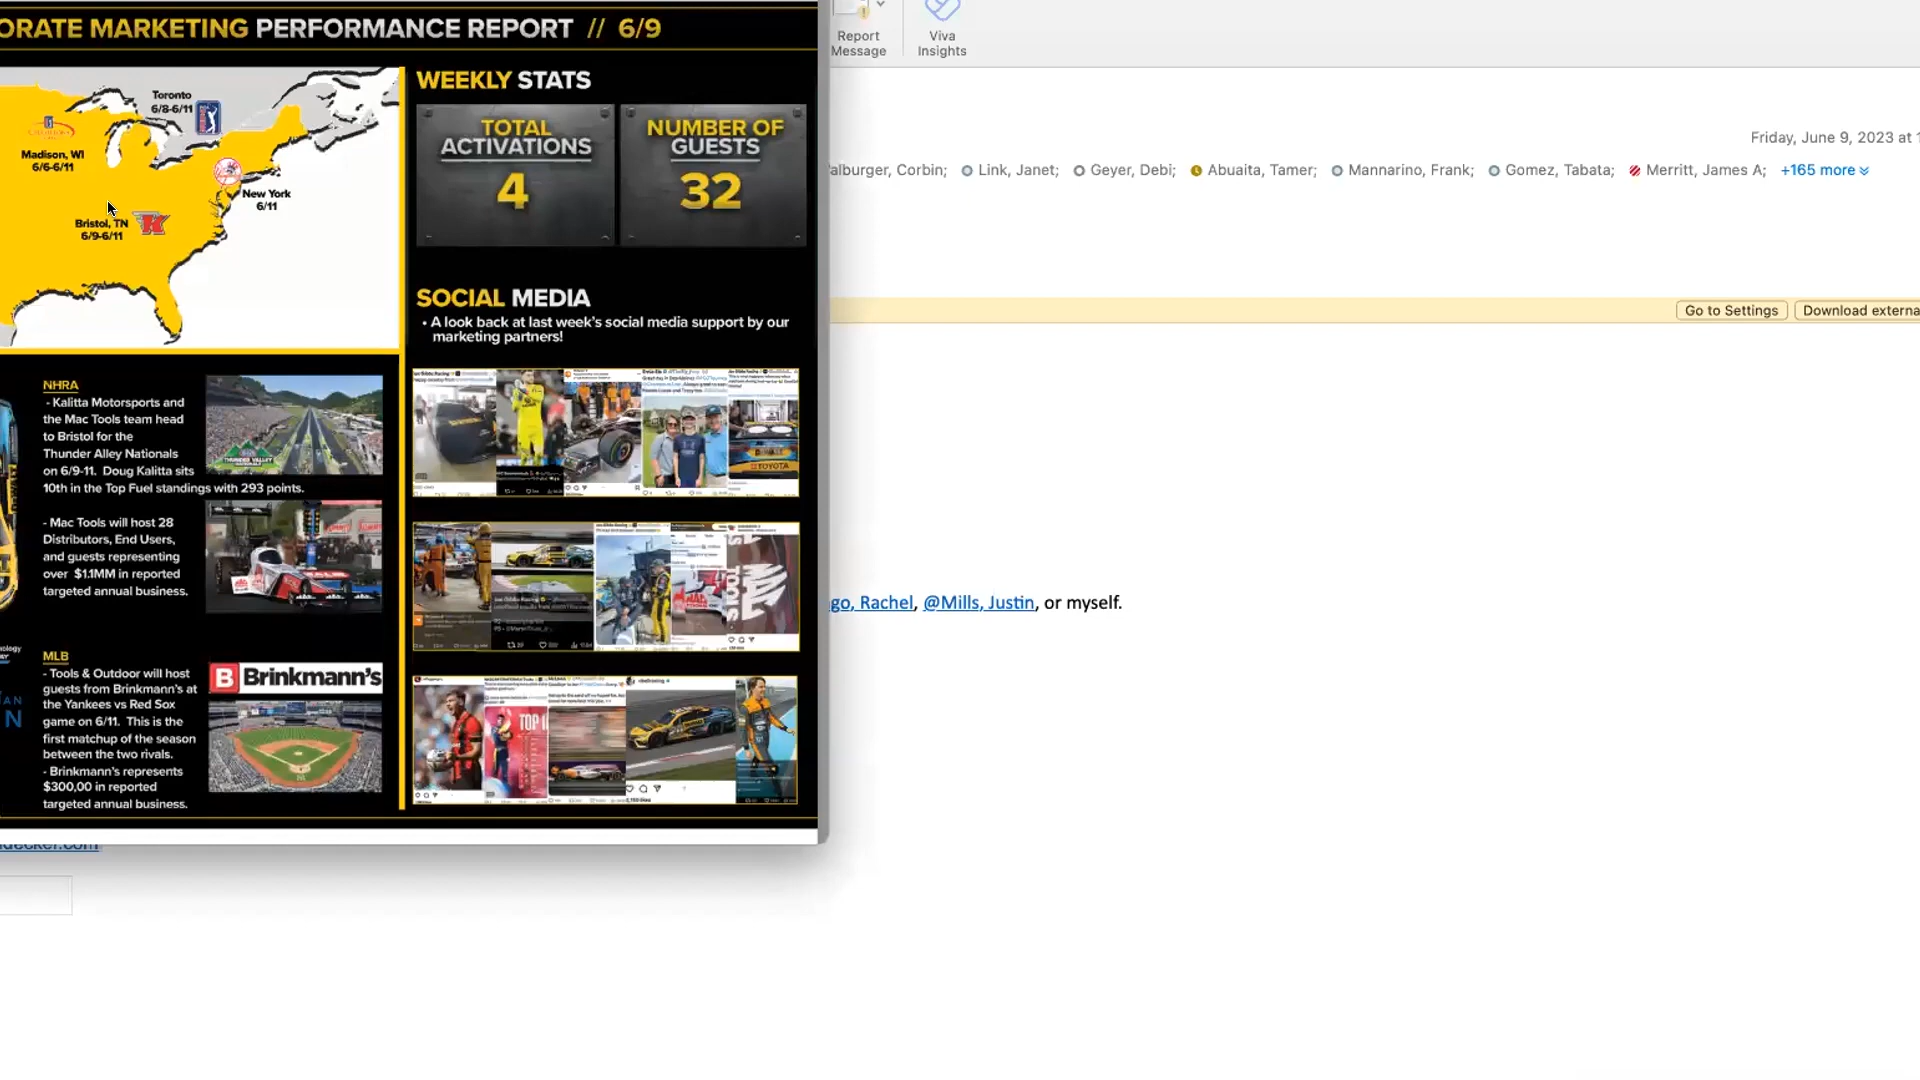 ORATE MARKETING PERFORMANCE REPORT // 6/9
Toronto
6/8-6/11
Madison, WI
6/6-6/11
New York
6/11
Bristol, TN
6/9-6/11
WEEKLY STATS
TOTAL
ACTIVATIONS
4
NUMBER OF
GUESTS
32
SOCIAL MEDIA
• A look back at last week's social media support by our
marketing partners!
NHRA
- Kalitta Motorsports and
the Mac Tools team head
to Bristol for the
Thunder Alley Nationals
on 6/9-11. Doug Kalitta sits
10th in the Top Fuel standings with 293 points.
- Mac Tools will host 28
Distributors, End Users,
and guests representing
over $1.1MM in reported
targeted annual business.
MLB
- Tools & Outdoor will host
guests from Brinkmann's at
the Yankees vs Red Sox
game on 6/11. This is the
first matchup of the season
between the two rivals.
- Brinkmann's represents
$300,00 in reported
targeted annual business.
B Brinkmann's
TOYOTA
TOP 1
TOOLS
Report
Message
Viva
Insights
Friday, June 9, 2023 at 1
alburger, Corbin; Link, Janet; Geyer, Debi; Abuaita, Tamer; Mannarino, Frank; Gomez, Tabata; Merritt, James A; +165 more
Go to Settings
Download externa
go, Rachel, @Mills, Justin, or myself.
decker.com